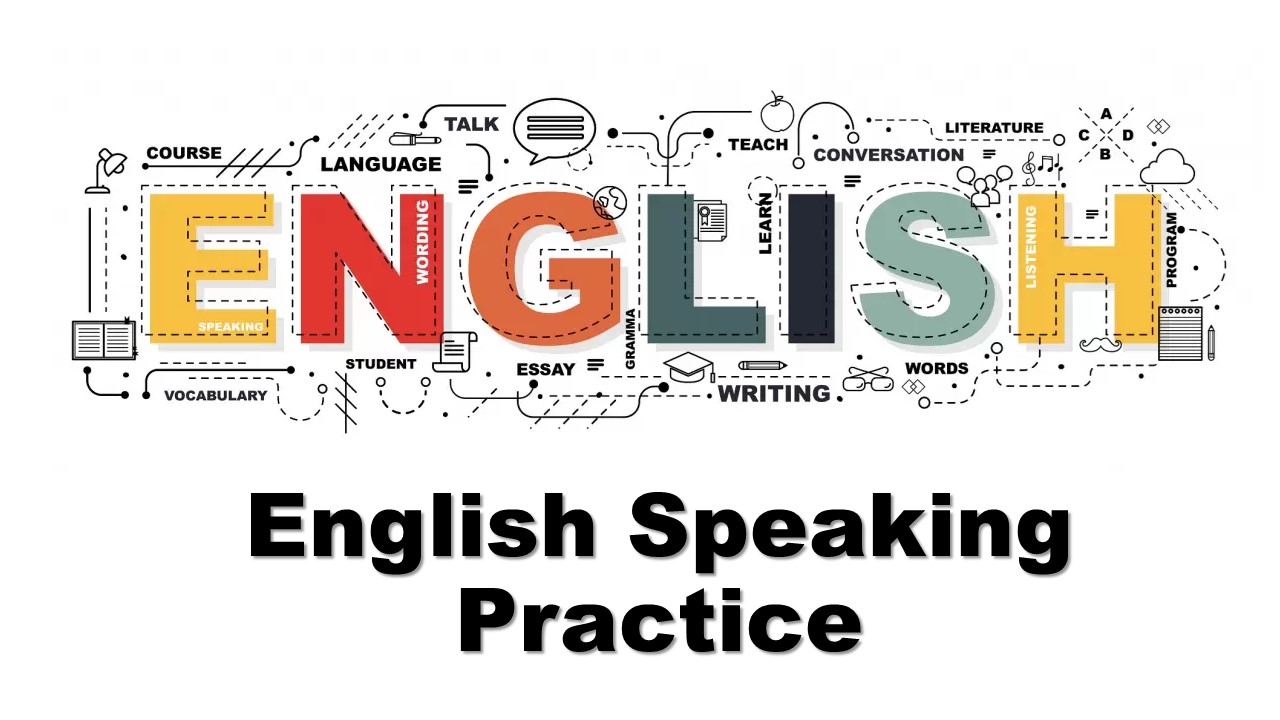 TALK
COURSE
LANGUAGE
TEACH
CONVERSATION
LITERATURE
A
C D
B
ENGLISH
SPEAKING
WORDING
GRAMMA
LEARN
LISTENING
PROGRAM
STUDENT
VOCABULARY
ESSAY
WRITING
WORDS
English Speaking
Practice